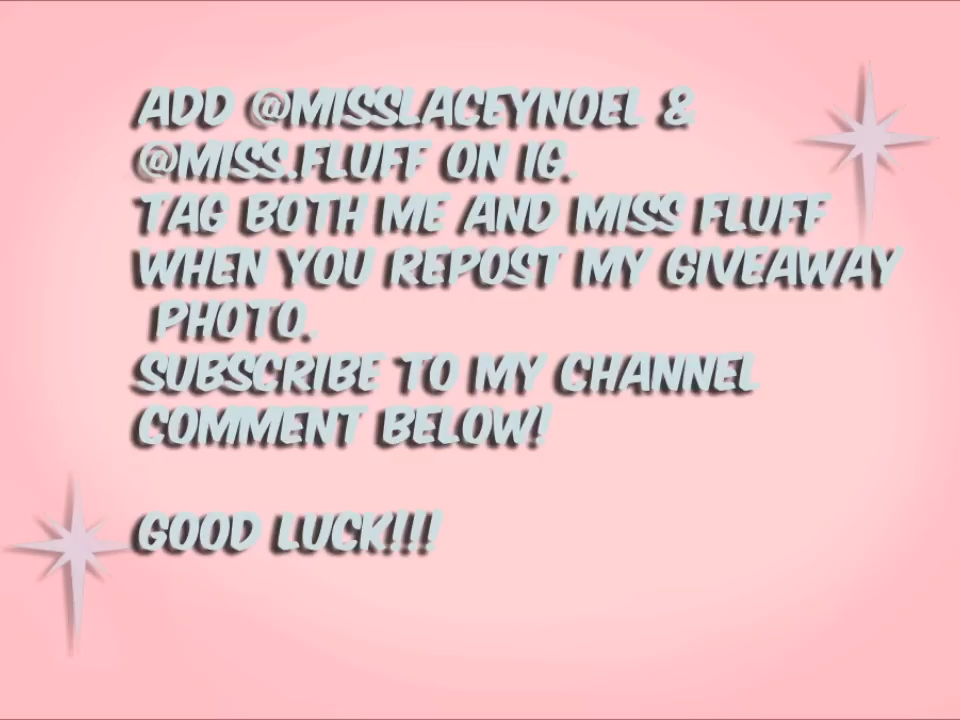 ADD @MISSLACEYNOEL &
@MISS.FLUFF ON IG.
TAG BOTH ME AND MISS FLUFF
WHEN YOU REPOST MY GIVEAWAY
PHOTO.
SUBSCRIBE TO MY CHANNEL
COMMENT BELOW!
GOOD LUCK!!!